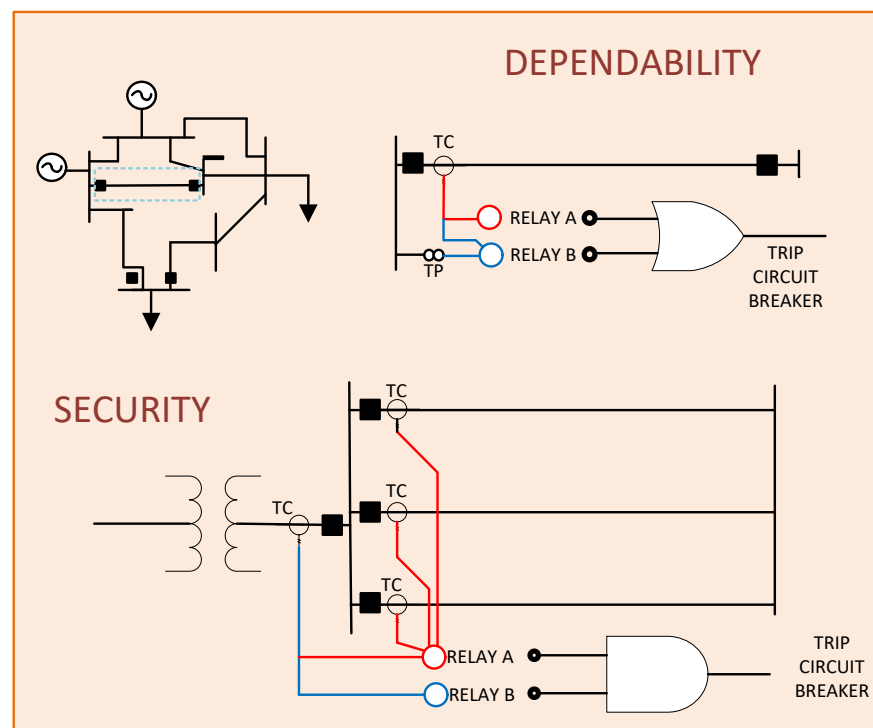 DEPENDABILITY
TC
RELAY A
RELAY B
TP
TRIP
CIRCUIT
BREAKER
SECURITY
TC
TC
TC
TC
RELAY A
RELAY B
TRIP
CIRCUIT
BREAKER